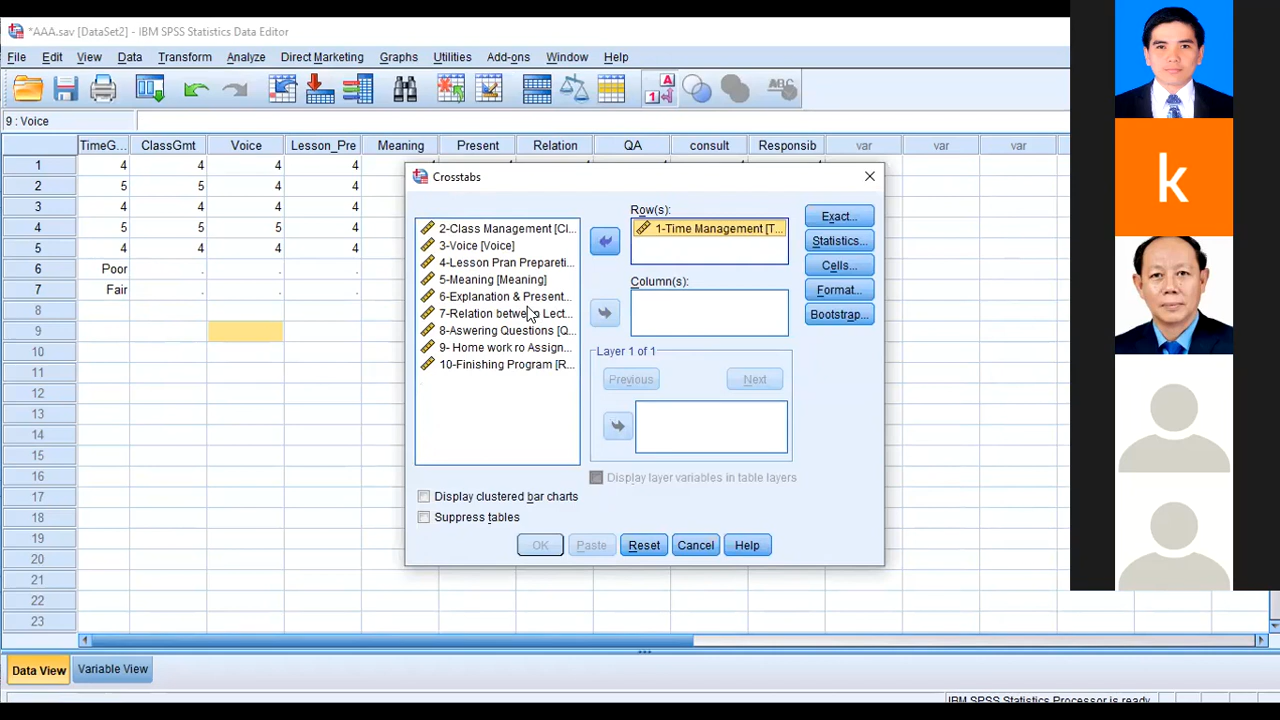 *AAA.sav [DataSet2] - IBM SPSS Statistics Data Editor
File Edit View Data Transform Analyze Direct Marketing Graphs Utilities Add-ons Window Help
9 : Voice
TimeG... ClassGmt Voice Lesson_Pre Meaning Present Relation QA consult Responsib var var var
1 4 4 4 4
2 5 5 4 4
3 4 4 4 4
4 5 5 4 4
5 4 4 4 4
6 Poor . . .
7 Fair . . .
8
9
10
11
12
13
14
15
16
17
18
19
20
21
22
23
Crosstabs
2-Class Management [Cl...
3-Voice [Voice]
4-Lesson Pran Prepareti...
5-Meaning [Meaning]
6-Explanation & Present...
7-Relation between Lect...
8-Aswering Questions [Q...
9- Home work ro Assign...
10-Finishing Program [R...
Row(s):
1-Time Management [T...
Column(s):
Layer 1 of 1
Previous Next
Display layer variables in table layers
Exact...
Statistics...
Cells...
Format...
Bootstrap...
Display clustered bar charts
Suppress tables
OK Paste Reset Cancel Help
Data View Variable View
IBM SPSS Statistics Processor is ready
k